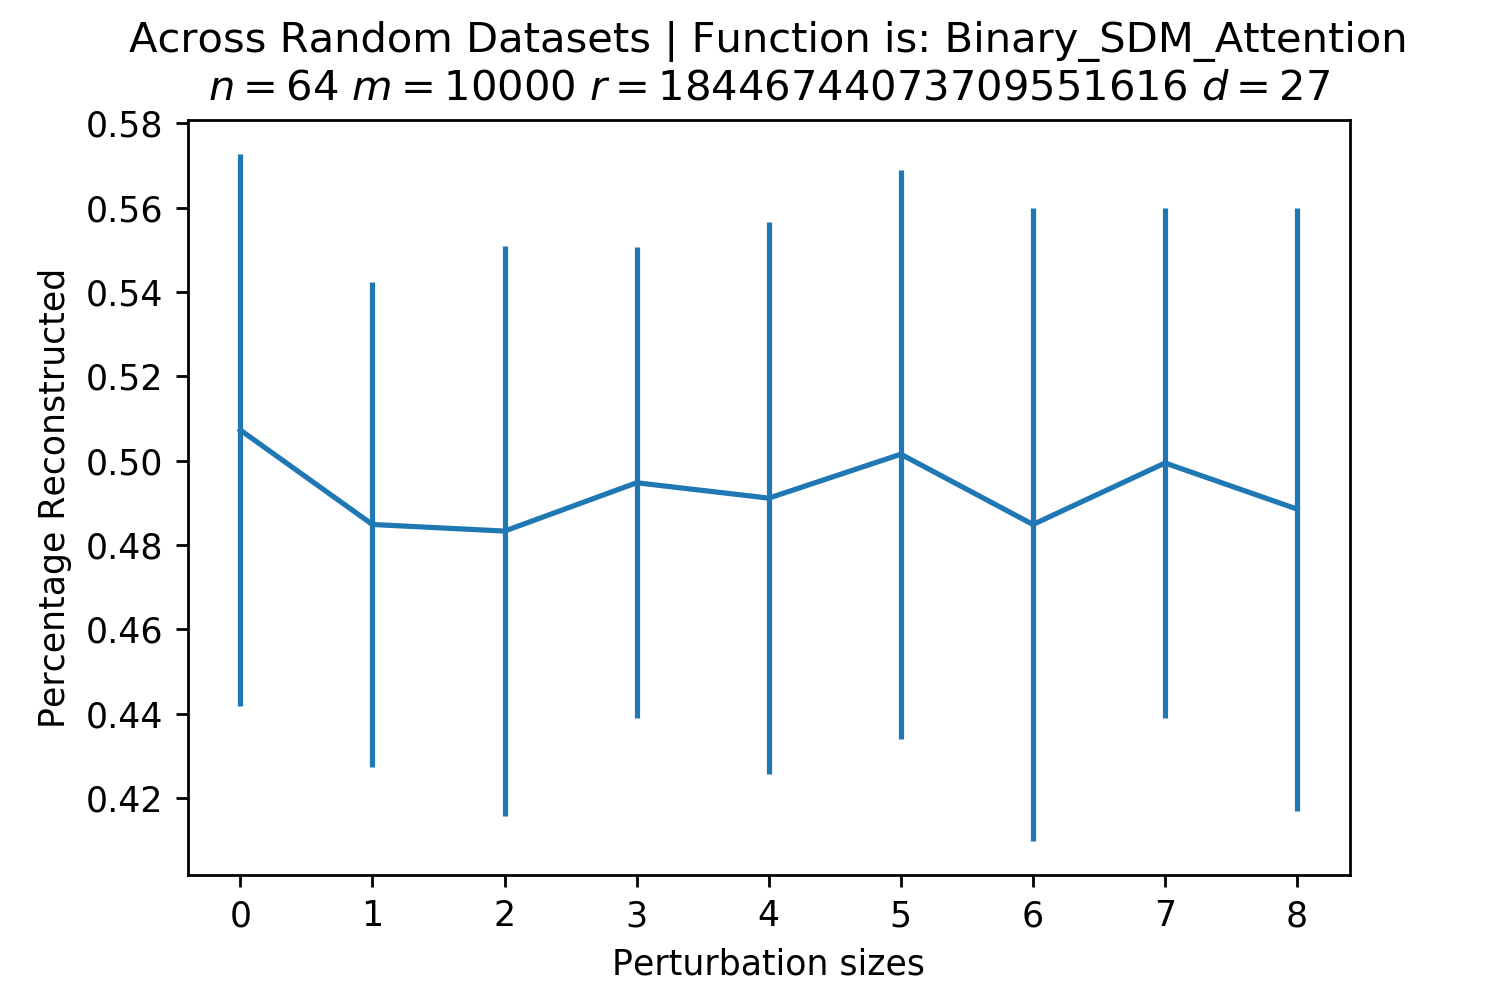 Across Random Datasets | Function is: Binary_SDM_Attention
n = 64 m = 10000 r = 18446744073709551616 d = 27
0.58
0.56
0.54
0.52
0.50
0.48
0.46
0.44
0.42
Percentage Reconstructed
0 1 2 3 4 5 6 7 8
Perturbation sizes